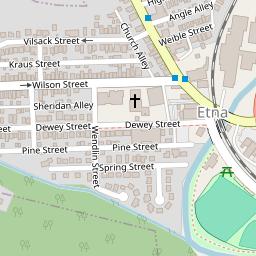 Hig
Angle Alley
Weible Street
Church Alley
Vilsack Street
Kraus Street
Wilson Street
Sheridan Alley
Etna
Dewey Street
Dewey Street
Wendlin Street
Pine Street
Pine Street
Spring Street